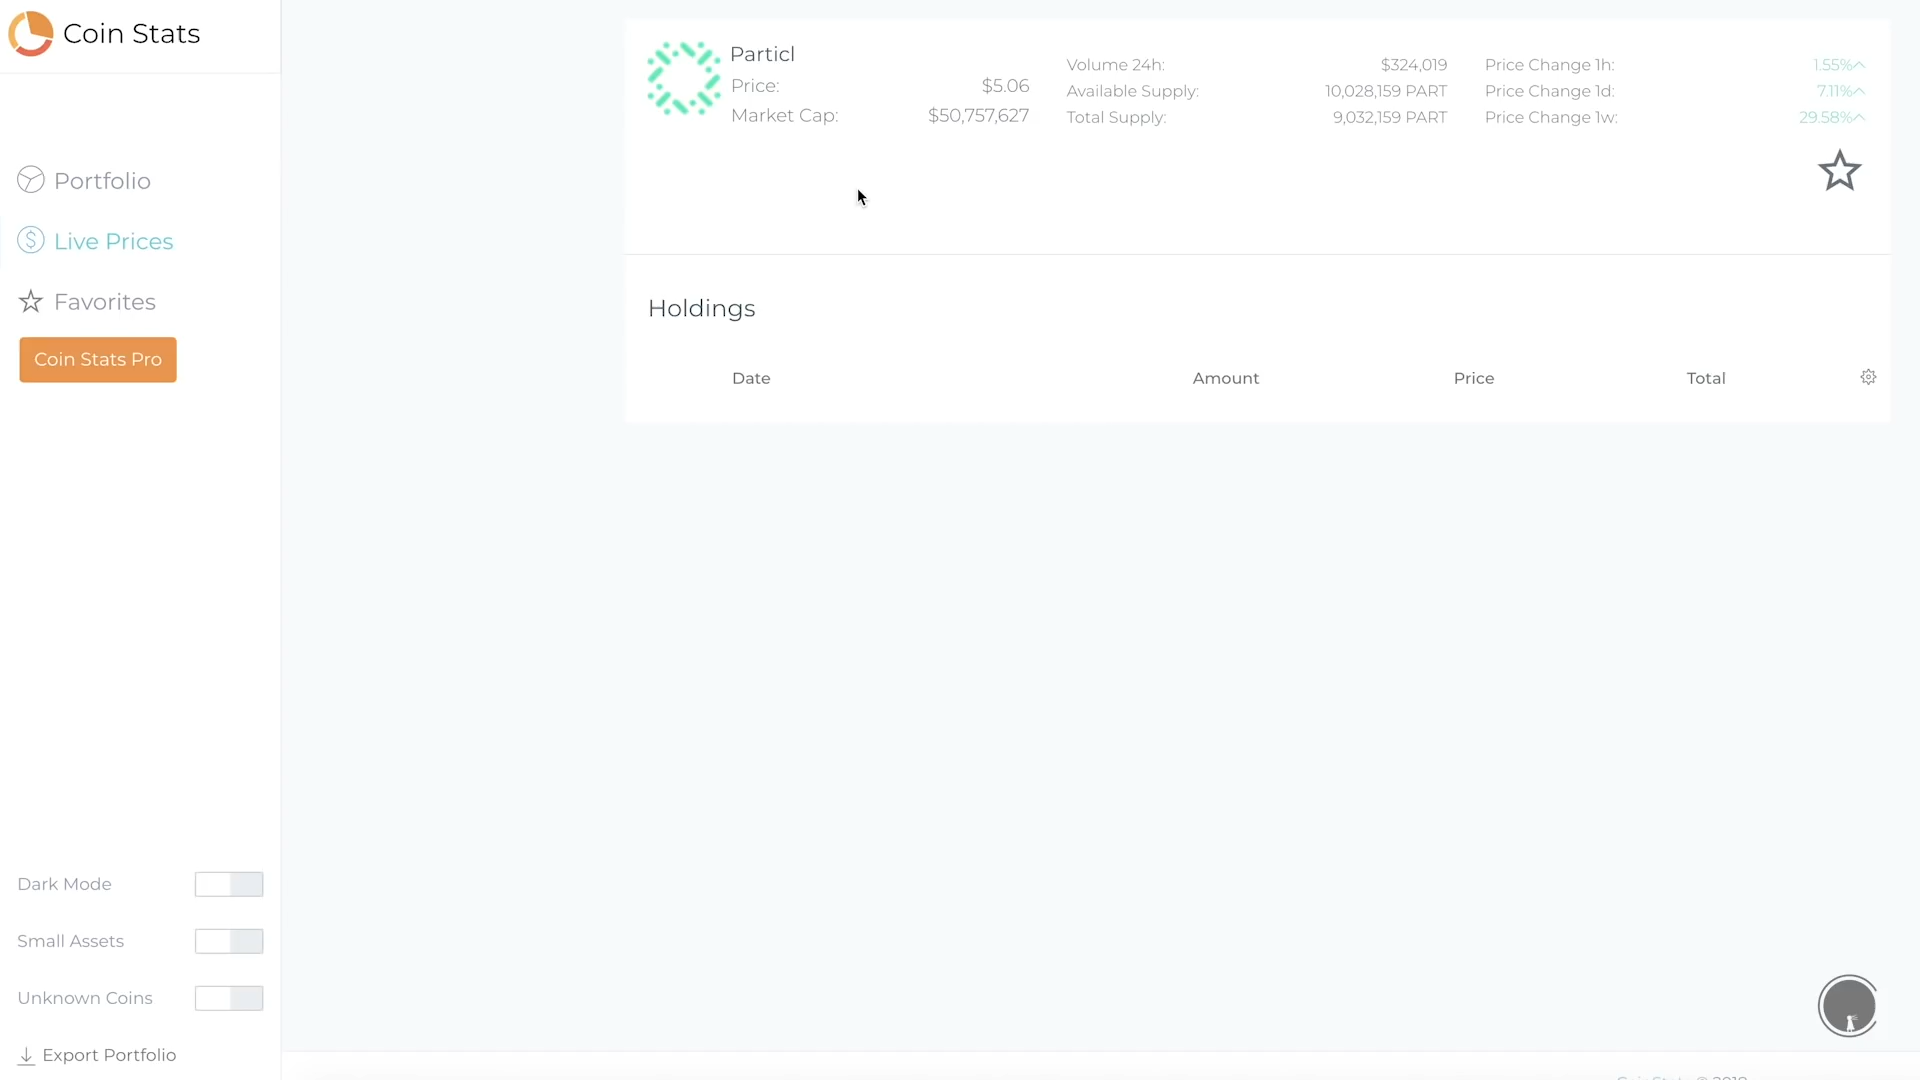 Coin Stats
Portfolio
Live Prices
Favorites
Coin Stats Pro
Dark Mode
Small Assets
Unknown Coins
Export Portfolio
Particl
Price: $5.06
Market Cap: $50,757,627
Volume 24h: $324,019
Available Supply: 10,028,159 PART
Total Supply: 9,032,159 PART
Price Change 1h: 1.55%
Price Change 1d: 7.11%
Price Change 1w: 29.58%
Holdings
Date Amount Price Total